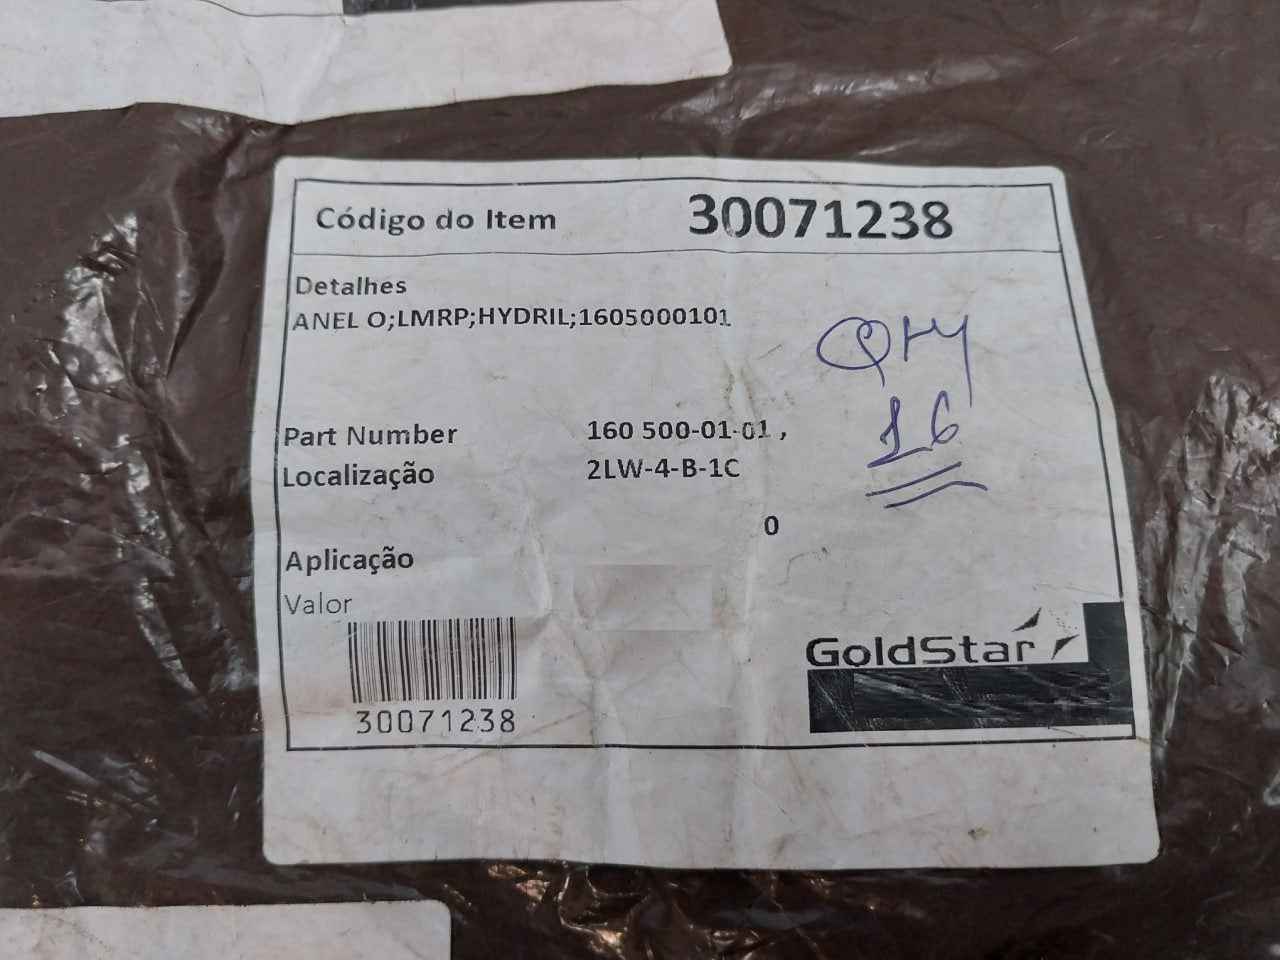 Código do Item 30071238
Detalhes
ANEL O;LMRP;HYDRIL;1605000101
QTY
16
Part Number 160 500-01-01 ,
Localização 2LW-4-B-1C
0
Aplicação
Valor
30071238
GoldStar